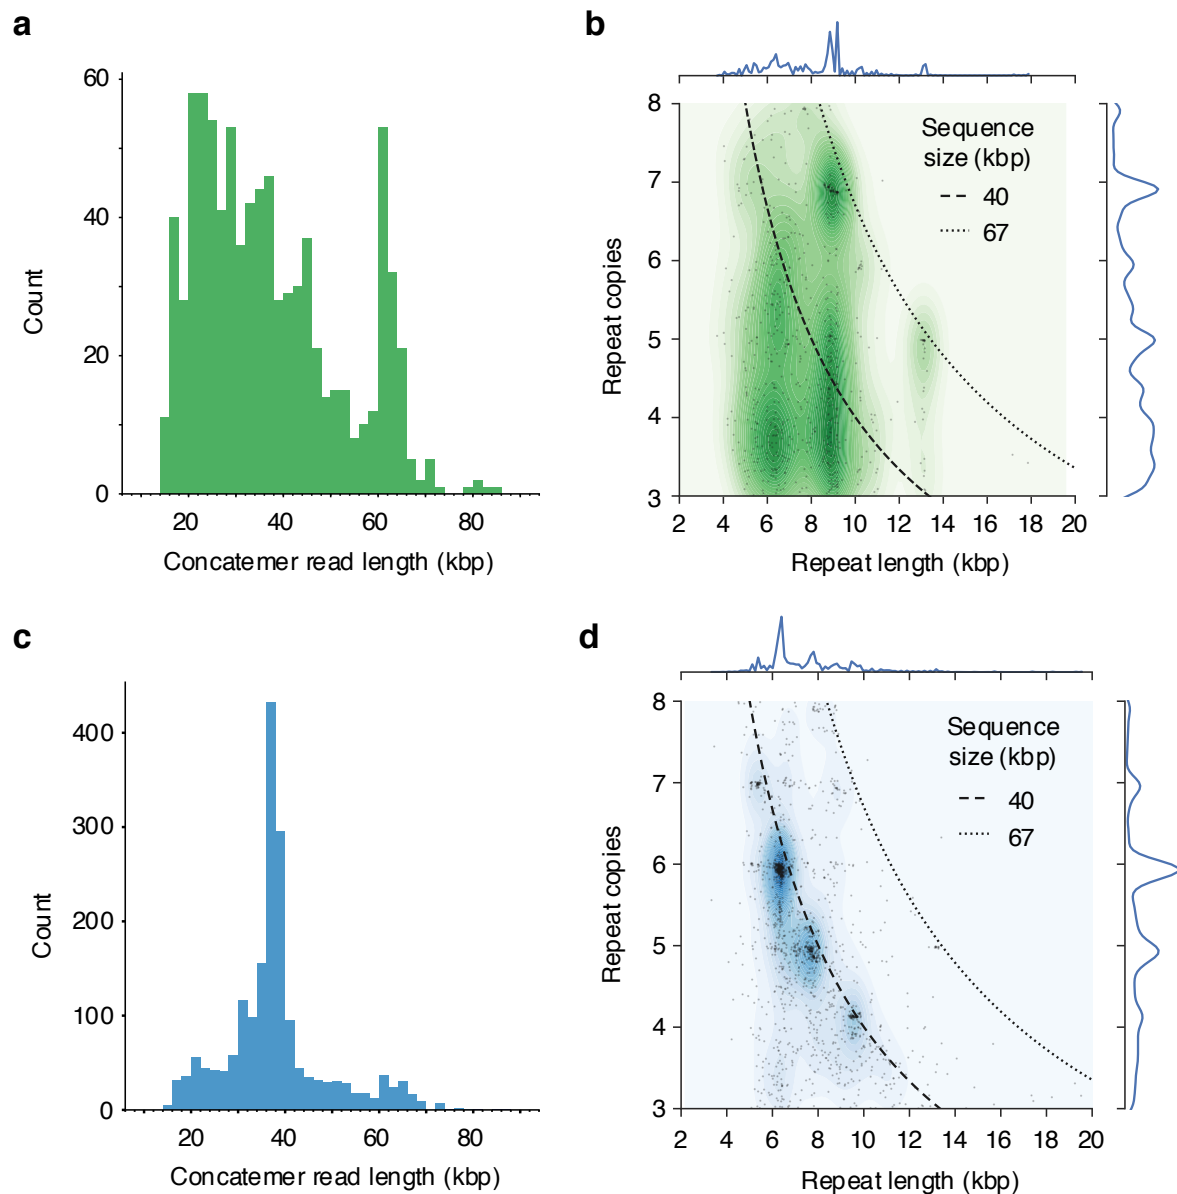 a
60
40
20
0
Count
20 40 60 80
Concatemer read length (kbp)
b
8
7
6
5
4
3
Repeat copies
Sequence
size (kbp)
40
67
2 4 6 8 10 12 14 16 18 20
Repeat length (kbp)
c
400
300
200
100
0
Count
20 40 60 80
Concatemer read length (kbp)
d
8
7
6
5
4
3
Repeat copies
Sequence
size (kbp)
40
67
2 4 6 8 10 12 14 16 18 20
Repeat length (kbp)